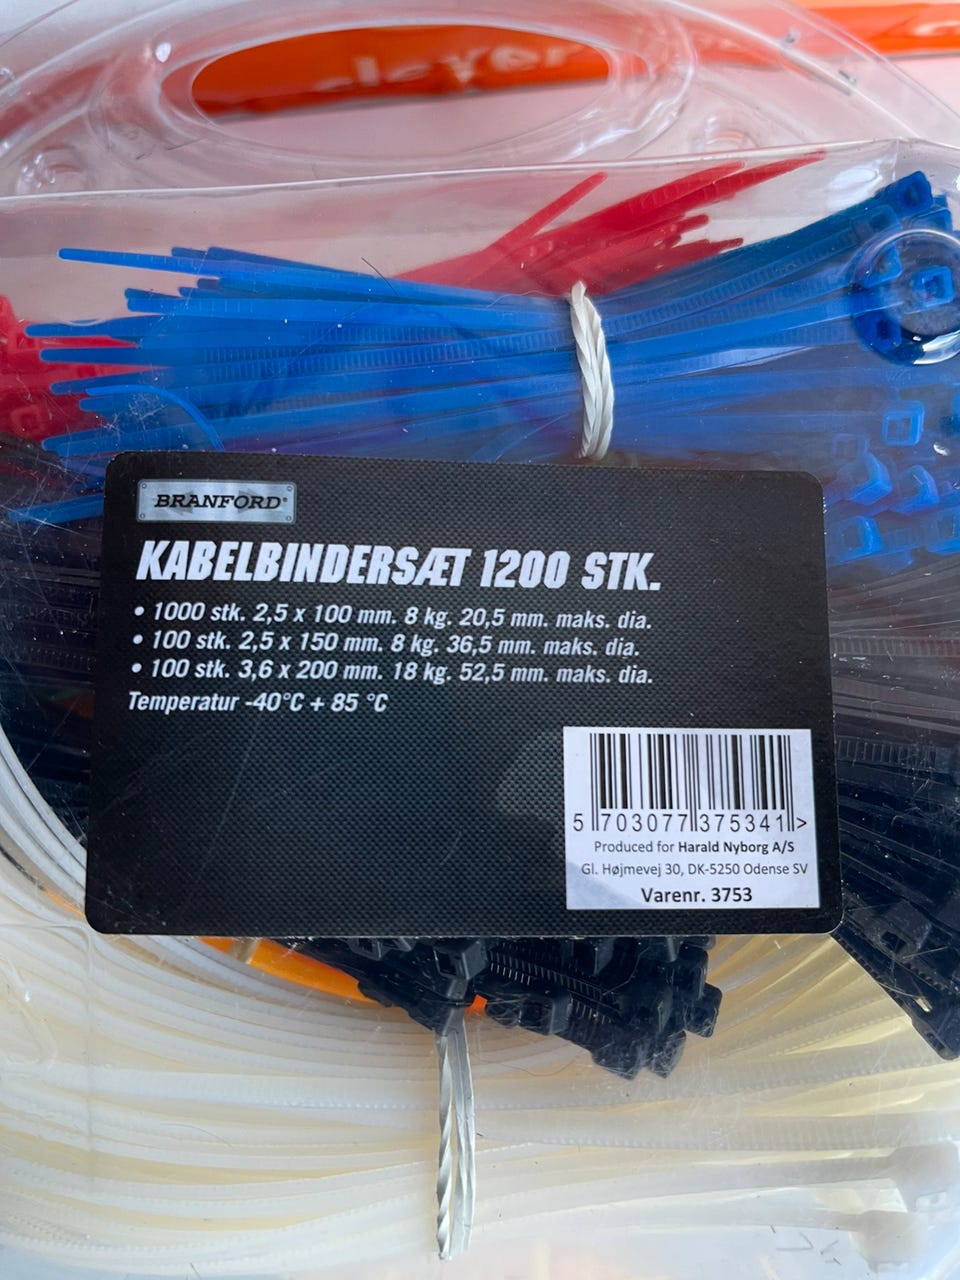 BRANFORD®
KABELBINDERSÆT 1200 STK.
• 1000 stk. 2,5 x 100 mm. 8 kg. 20,5 mm. maks. dia.
• 100 stk. 2,5 x 150 mm. 8 kg. 36,5 mm. maks. dia.
• 100 stk. 3,6 x 200 mm. 18 kg. 52,5 mm. maks. dia.
Temperatur -40°C + 85 °C
5 703077 375341 >
Produced for Harald Nyborg A/S
Gl. Højmevej 30, DK-5250 Odense SV
Varenr. 3753